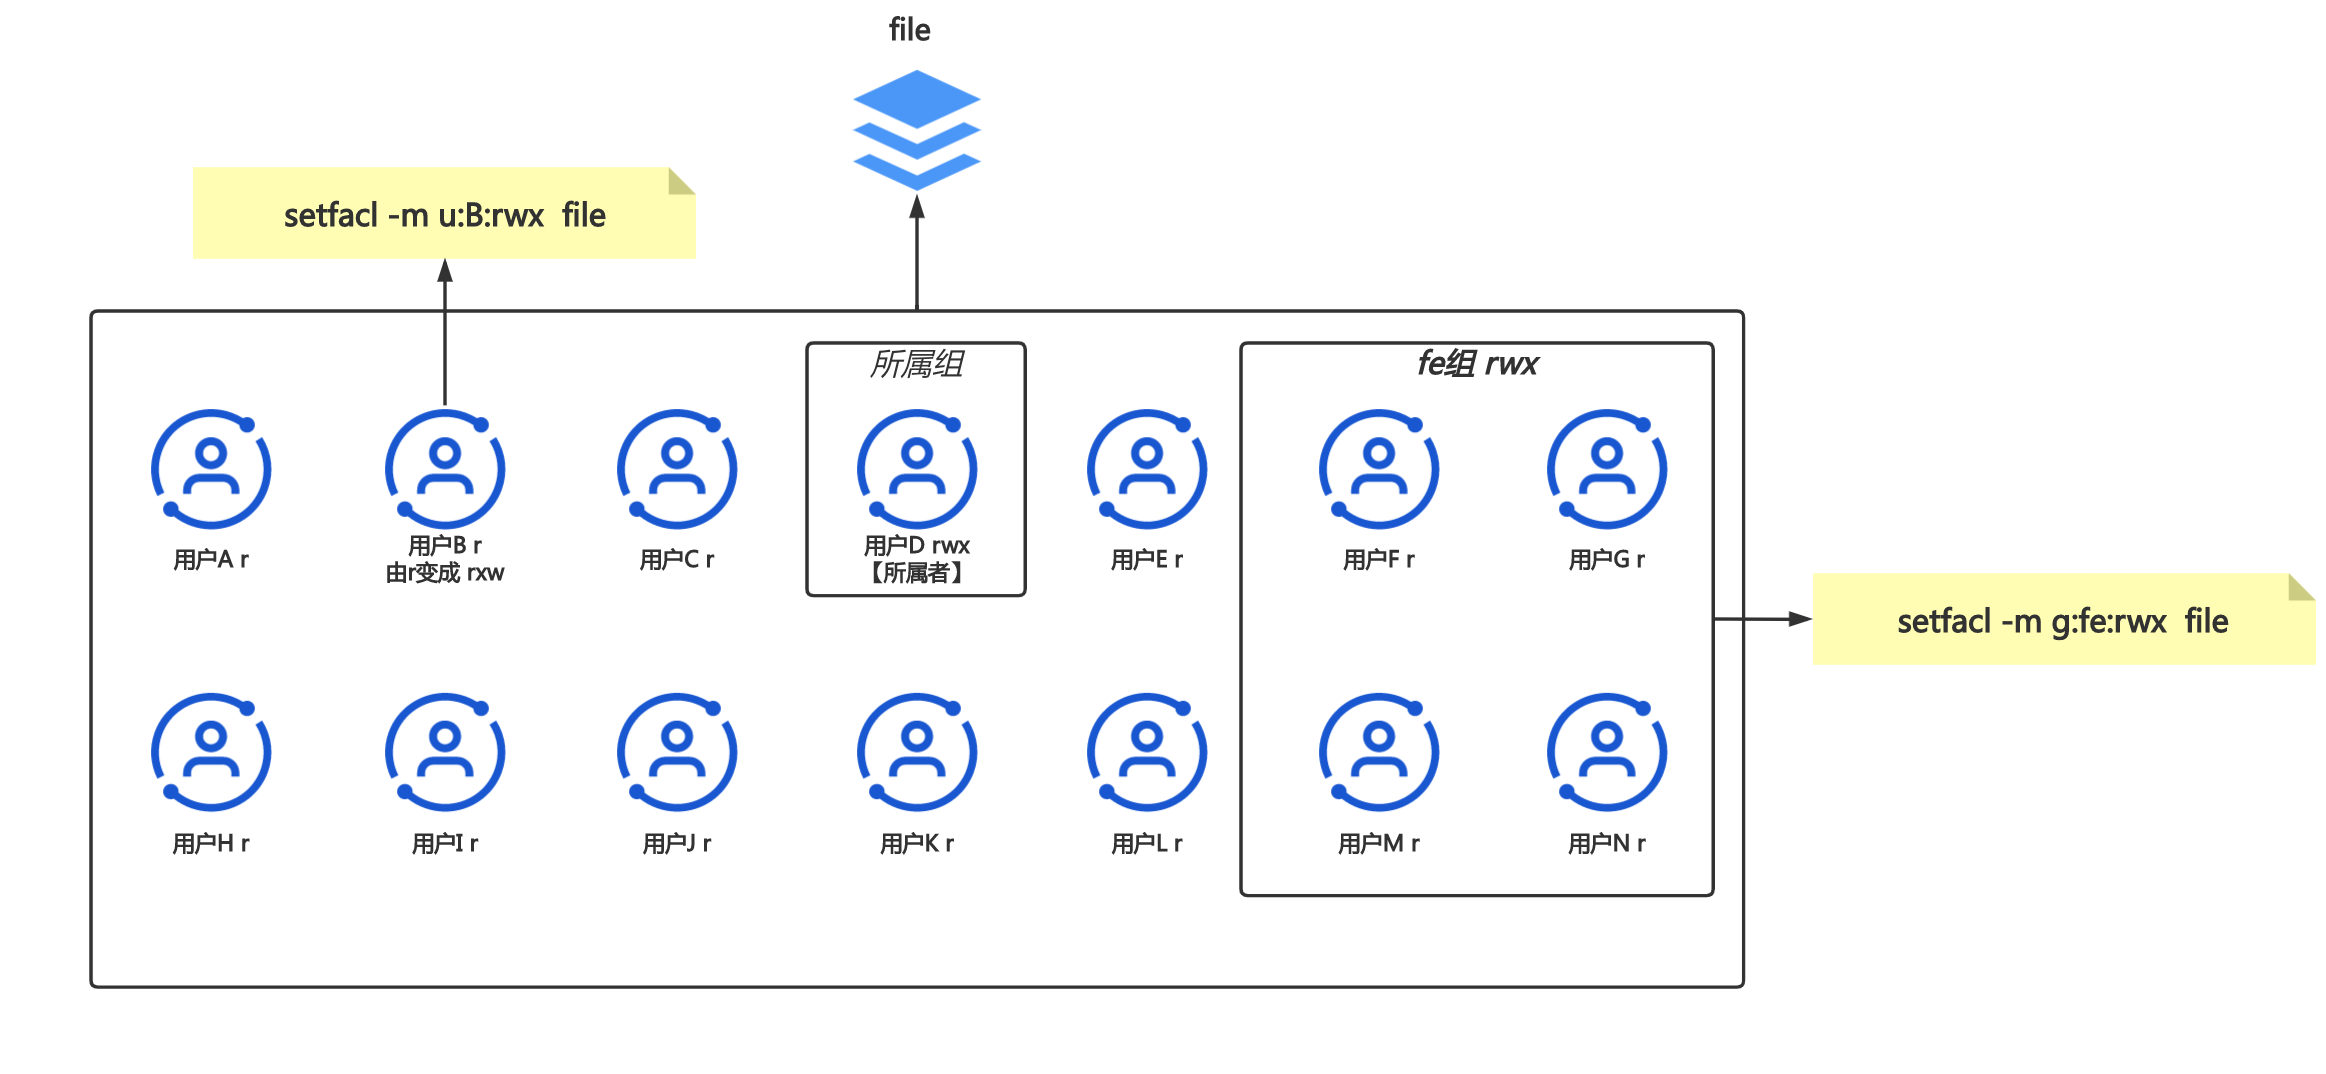 file
setfacl -m u:B:rwx  file
所属组
fe组 rwx
用户A r
用户B r
由r变成 rxw
用户C r
用户D rwx
【所属者】
用户E r
用户F r
用户G r
setfacl -m g:fe:rwx  file
用户H r
用户I r
用户J r
用户K r
用户L r
用户M r
用户N r